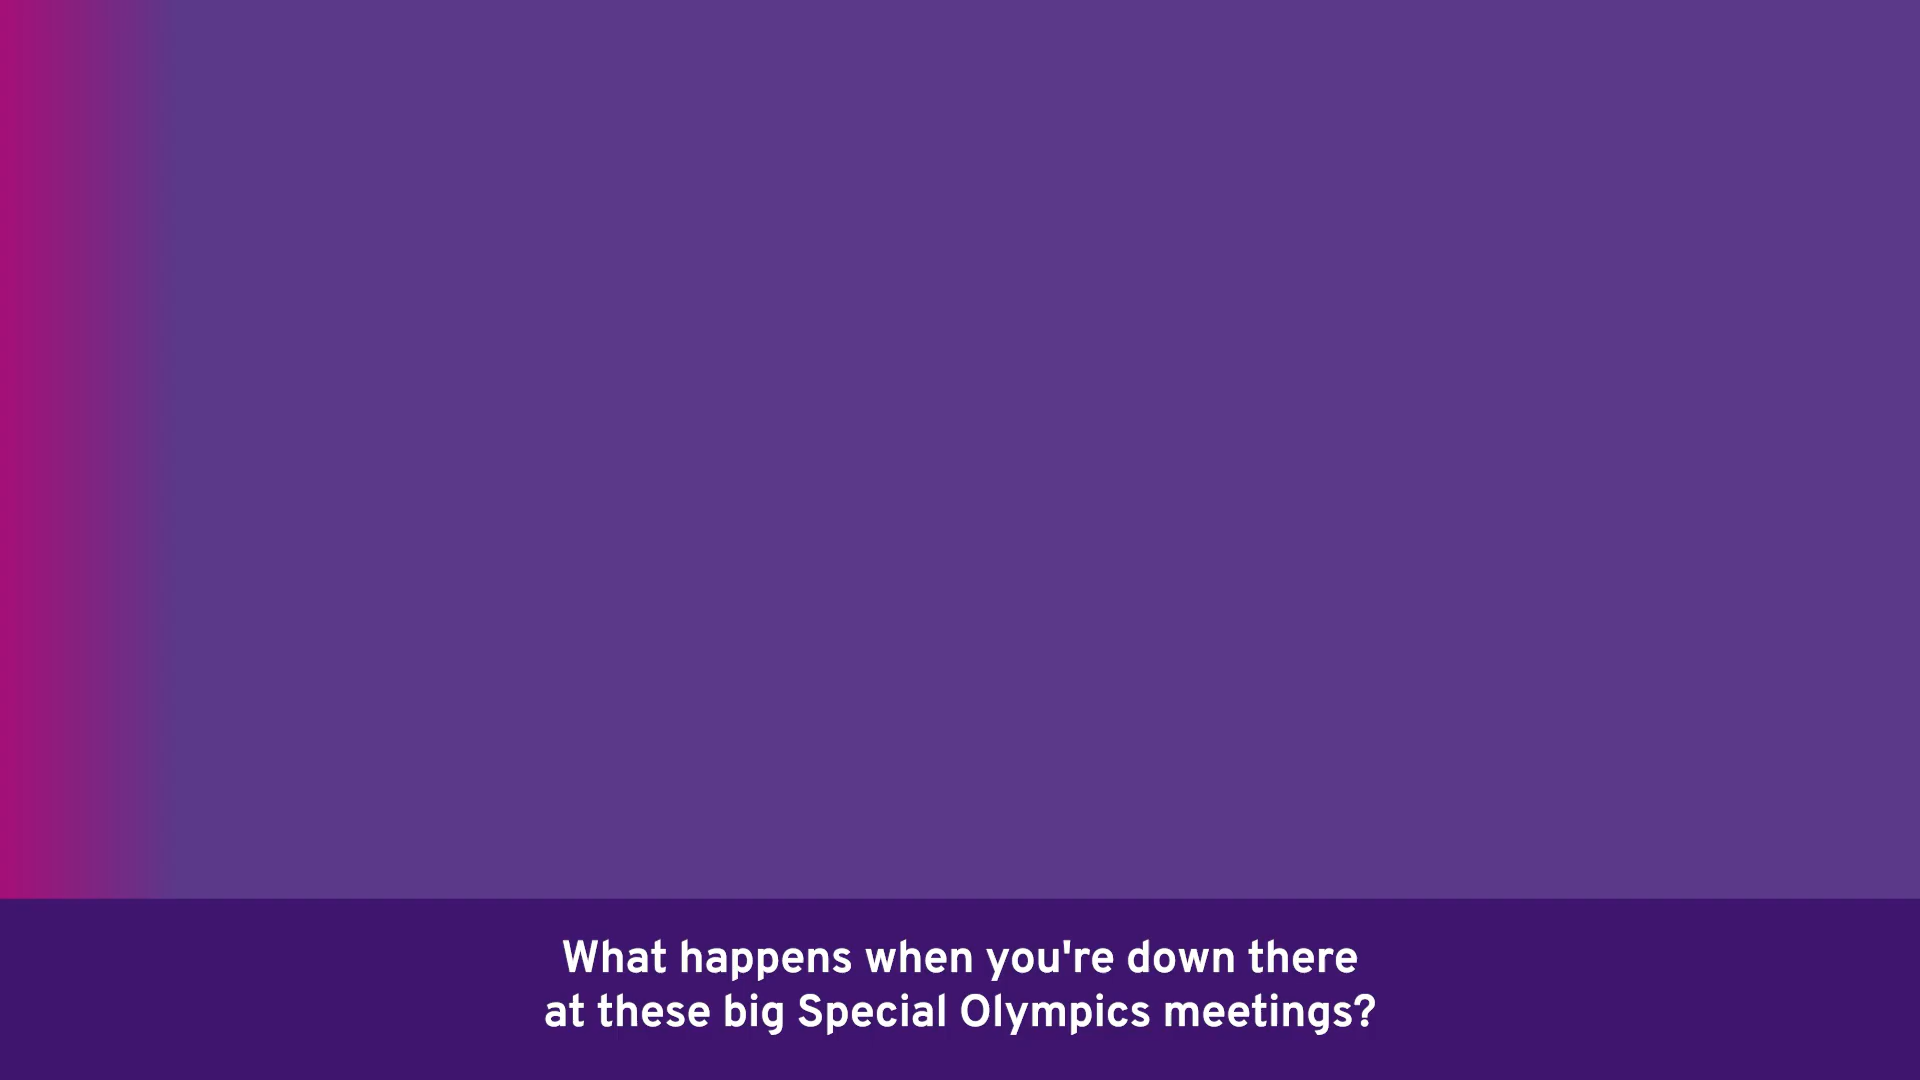 What happens when you're down there
at these big Special Olympics meetings?